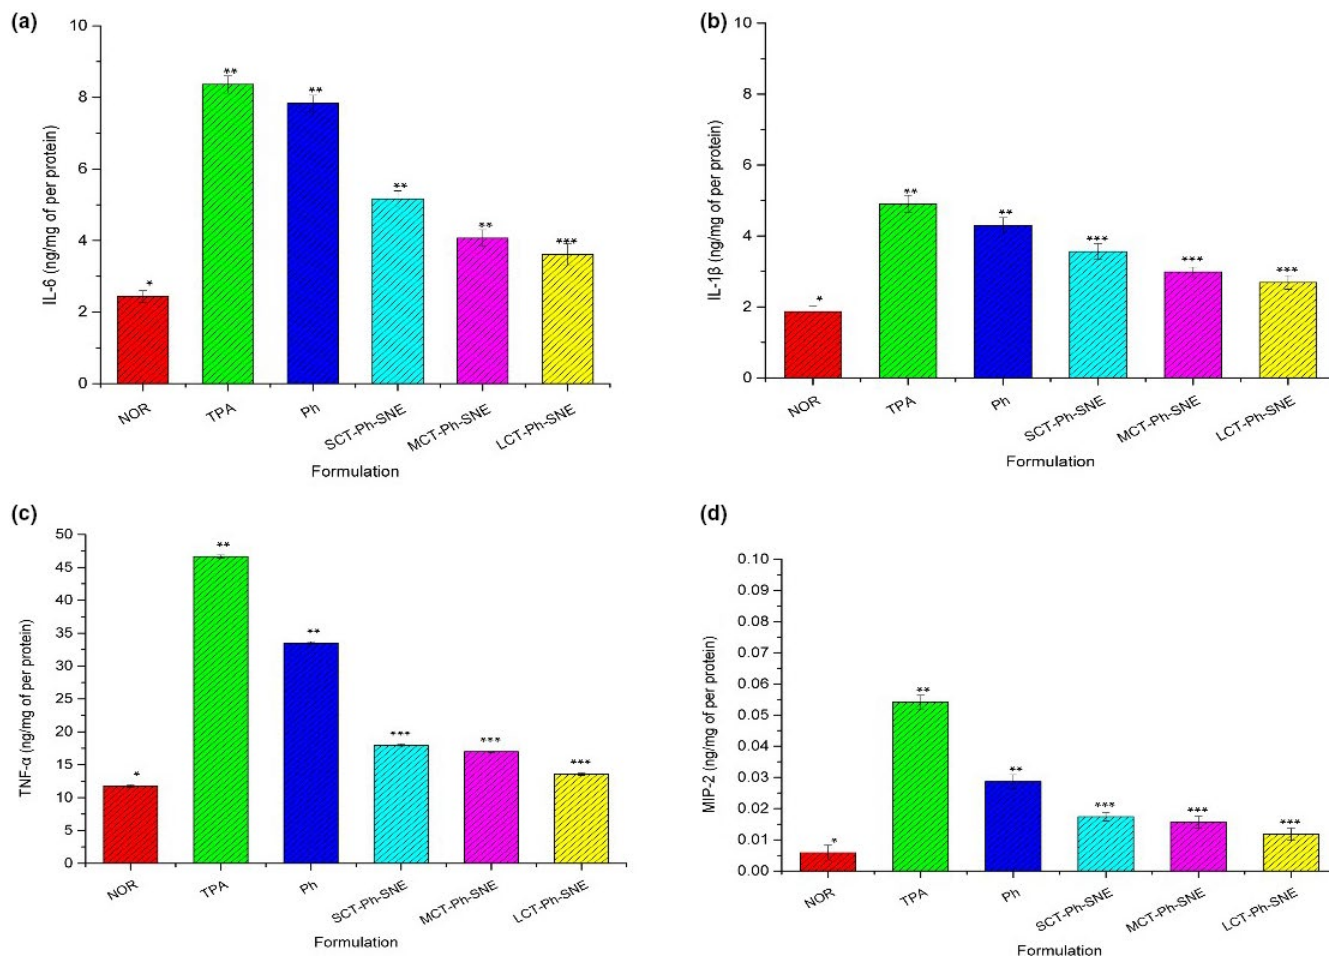 (a)
10
8
6
4
2
0
IL-6 (ng/mg of per protein)
*
**
**
**
**
***
NOR
TPA
Ph
SCT-Ph-SNE
MCT-Ph-SNE
LCT-Ph-SNE
Formulation
(b)
10
8
6
4
2
0
IL-1β (ng/mg of per protein)
*
**
**
***
***
***
NOR
TPA
Ph
SCT-Ph-SNE
MCT-Ph-SNE
LCT-Ph-SNE
Formulation
(c)
50
45
40
35
30
25
20
15
10
5
0
TNF-α (ng/mg of per protein)
*
**
**
***
***
***
NOR
TPA
Ph
SCT-Ph-SNE
MCT-Ph-SNE
LCT-Ph-SNE
Formulation
(d)
0.10
0.09
0.08
0.07
0.06
0.05
0.04
0.03
0.02
0.01
0.00
MIP-2 (ng/mg of per protein)
*
**
**
***
***
***
NOR
TPA
Ph
SCT-Ph-SNE
MCT-Ph-SNE
LCT-Ph-SNE
Formulation